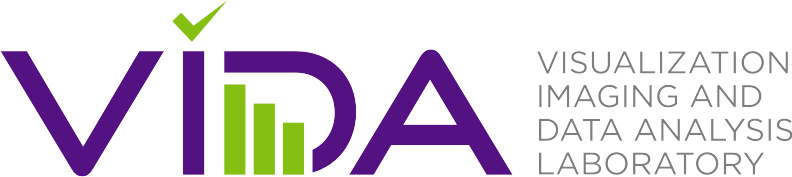 VIDA
VISUALIZATION
IMAGING AND
DATA ANALYSIS
LABORATORY